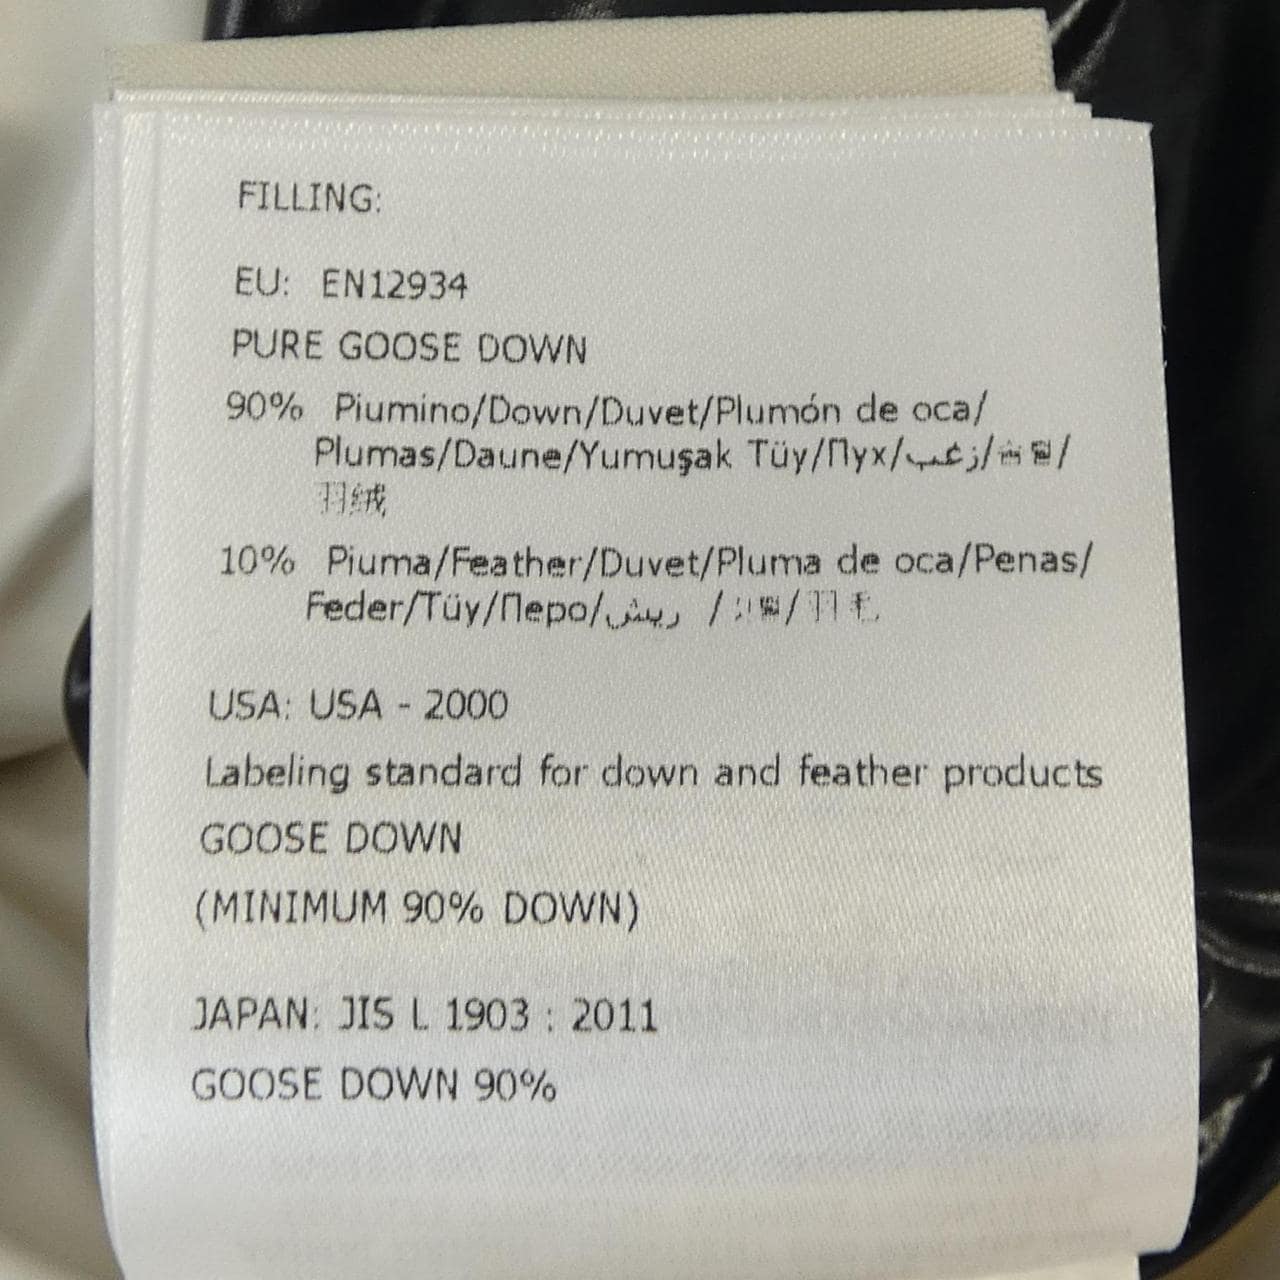 FILLING:
EU: EN12934
PURE GOOSE DOWN
90% Piumino/Down/Duvet/Plumón de oca/
Plumas/Daune/Yumuşak Tüy/Пух/زغب/
羽绒
10% Piuma/Feather/Duvet/Pluma de oca/Penas/
Feder/Tüy/Перо/ريش / /羽毛
USA: USA - 2000
Labeling standard for down and feather products
GOOSE DOWN
(MINIMUM 90% DOWN)
JAPAN: JIS L 1903 : 2011
GOOSE DOWN 90%